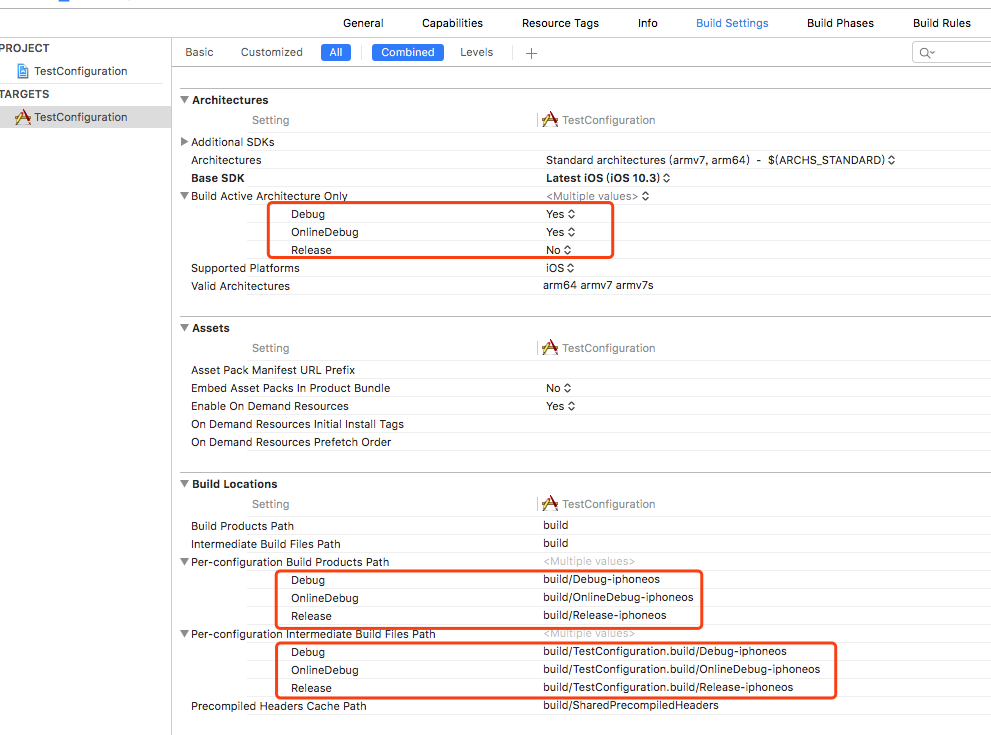 General Capabilities Resource Tags Info Build Settings Build Phases Build Rules
PROJECT
TestConfiguration
TARGETS
TestConfiguration
Basic Customized All Combined Levels +
Architectures
Setting TestConfiguration
Additional SDKs
Architectures Standard architectures (armv7, arm64) - $(ARCHS_STANDARD)
Base SDK Latest iOS (iOS 10.3)
Build Active Architecture Only <Multiple values>
Debug Yes
OnlineDebug Yes
Release No
Supported Platforms iOS
Valid Architectures arm64 armv7 armv7s
Assets
Setting TestConfiguration
Asset Pack Manifest URL Prefix
Embed Asset Packs In Product Bundle No
Enable On Demand Resources Yes
On Demand Resources Initial Install Tags
On Demand Resources Prefetch Order
Build Locations
Setting TestConfiguration
Build Products Path build
Intermediate Build Files Path build
Per-configuration Build Products Path <Multiple values>
Debug build/Debug-iphoneos
OnlineDebug build/OnlineDebug-iphoneos
Release build/Release-iphoneos
Per-configuration Intermediate Build Files Path <Multiple values>
Debug build/TestConfiguration.build/Debug-iphoneos
OnlineDebug build/TestConfiguration.build/OnlineDebug-iphoneos
Release build/TestConfiguration.build/Release-iphoneos
Precompiled Headers Cache Path build/SharedPrecompiledHeaders